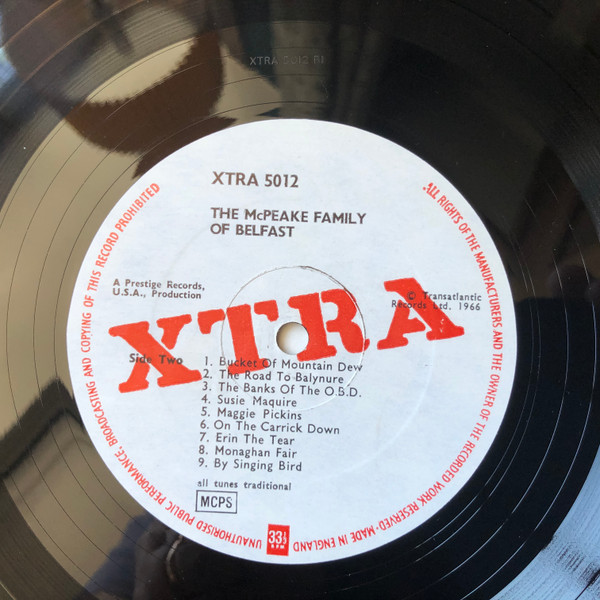 XTRA 5012 B1
XTRA 5012
THE McPEAKE FAMILY
OF BELFAST
A Prestige Records,
U.S.A., Production
© Transatlantic
Records Ltd. 1966
XTRA
Side Two
1. Bucket Of Mountain Dew
2. The Road To Balynure
3. The Banks Of The O.B.D.
4. Susie Maquire
5. Maggie Pickins
6. On The Carrick Down
7. Erin The Tear
8. Monaghan Fair
9. By Singing Bird
all tunes traditional
MCPS
33⅓
RPM
ALL RIGHTS OF THE MANUFACTURERS AND THE OWNER OF THE RECORDED WORK RESERVED·MADE IN ENGLAND
UNAUTHORISED PUBLIC PERFORMANCE, BROADCASTING AND COPYING OF THIS RECORD PROHIBITED